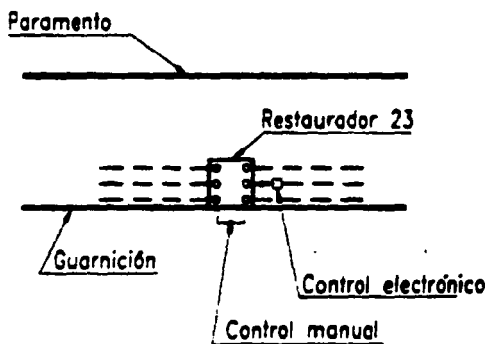 Paramento
Restaurador 23
Guarnición
Control electrónico
Control manual